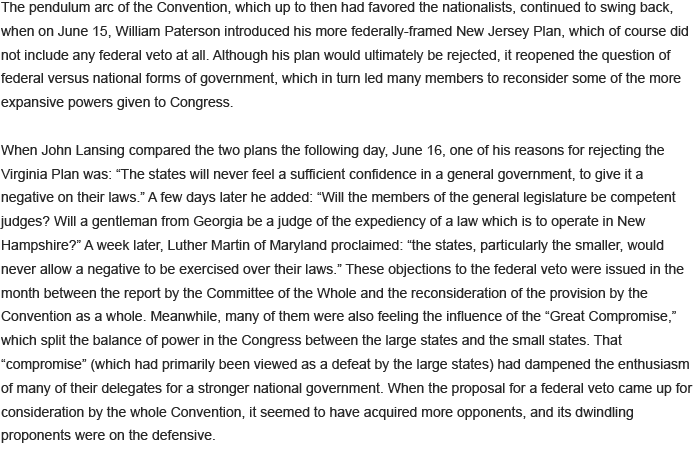 The pendulum arc of the Convention, which up to then had favored the nationalists, continued to swing back,
when on June 15, William Paterson introduced his more federally-framed New Jersey Plan, which of course did
not include any federal veto at all. Although his plan would ultimately be rejected, it reopened the question of
federal versus national forms of government, which in turn led many members to reconsider some of the more
expansive powers given to Congress.

When John Lansing compared the two plans the following day, June 16, one of his reasons for rejecting the
Virginia Plan was: “The states will never feel a sufficient confidence in a general government, to give it a
negative on their laws.” A few days later he added: “Will the members of the general legislature be competent
judges? Will a gentleman from Georgia be a judge of the expediency of a law which is to operate in New
Hampshire?” A week later, Luther Martin of Maryland proclaimed: “the states, particularly the smaller, would
never allow a negative to be exercised over their laws.” These objections to the federal veto were issued in the
month between the report by the Committee of the Whole and the reconsideration of the provision by the
Convention as a whole. Meanwhile, many of them were also feeling the influence of the “Great Compromise,”
which split the balance of power in the Congress between the large states and the small states. That
“compromise” (which had primarily been viewed as a defeat by the large states) had dampened the enthusiasm
of many of their delegates for a stronger national government. When the proposal for a federal veto came up for
consideration by the whole Convention, it seemed to have acquired more opponents, and its dwindling
proponents were on the defensive.